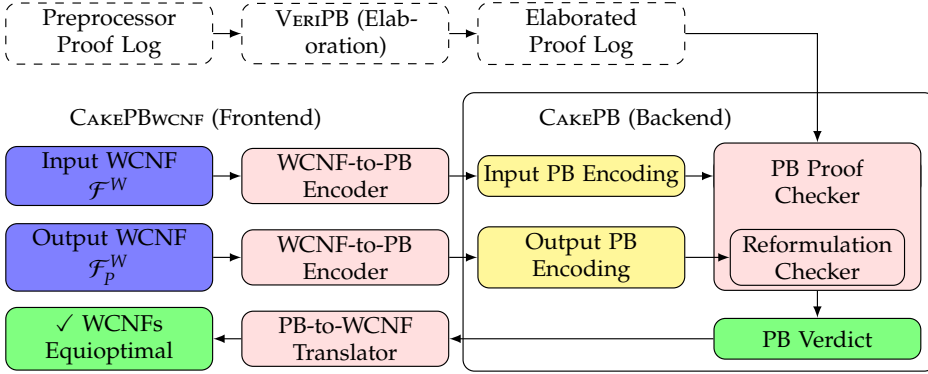 Preprocessor
Proof Log
VERIPB (Elab-
oration)
Elaborated
Proof Log
CAKEPBWCNF (Frontend)
CAKEPB (Backend)
Input WCNF
𝓕^W
WCNF-to-PB
Encoder
Input PB Encoding
PB Proof
Checker
Output WCNF
𝓕_P^W
WCNF-to-PB
Encoder
Output PB
Encoding
Reformulation
Checker
✓ WCNFs
Equioptimal
PB-to-WCNF
Translator
PB Verdict